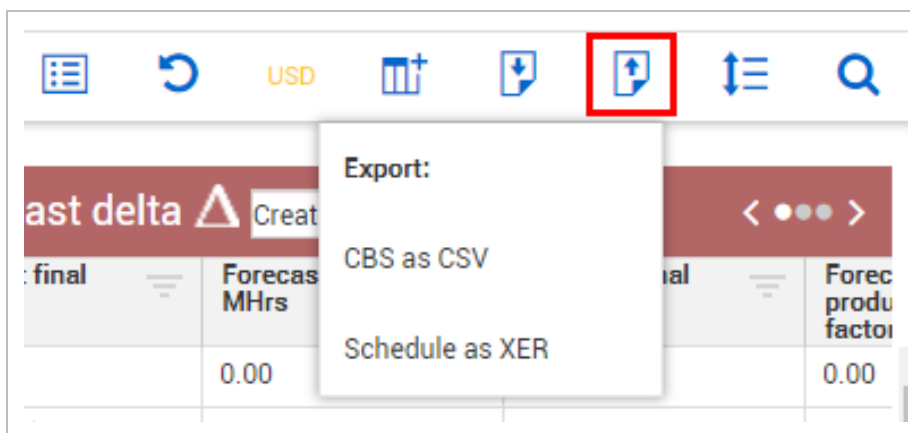 USD
Export:
ast delta
Creat
CBS as CSV
final
Forecas
MHrs
al
Forec
produ
factor
Schedule as XER
0.00
0.00